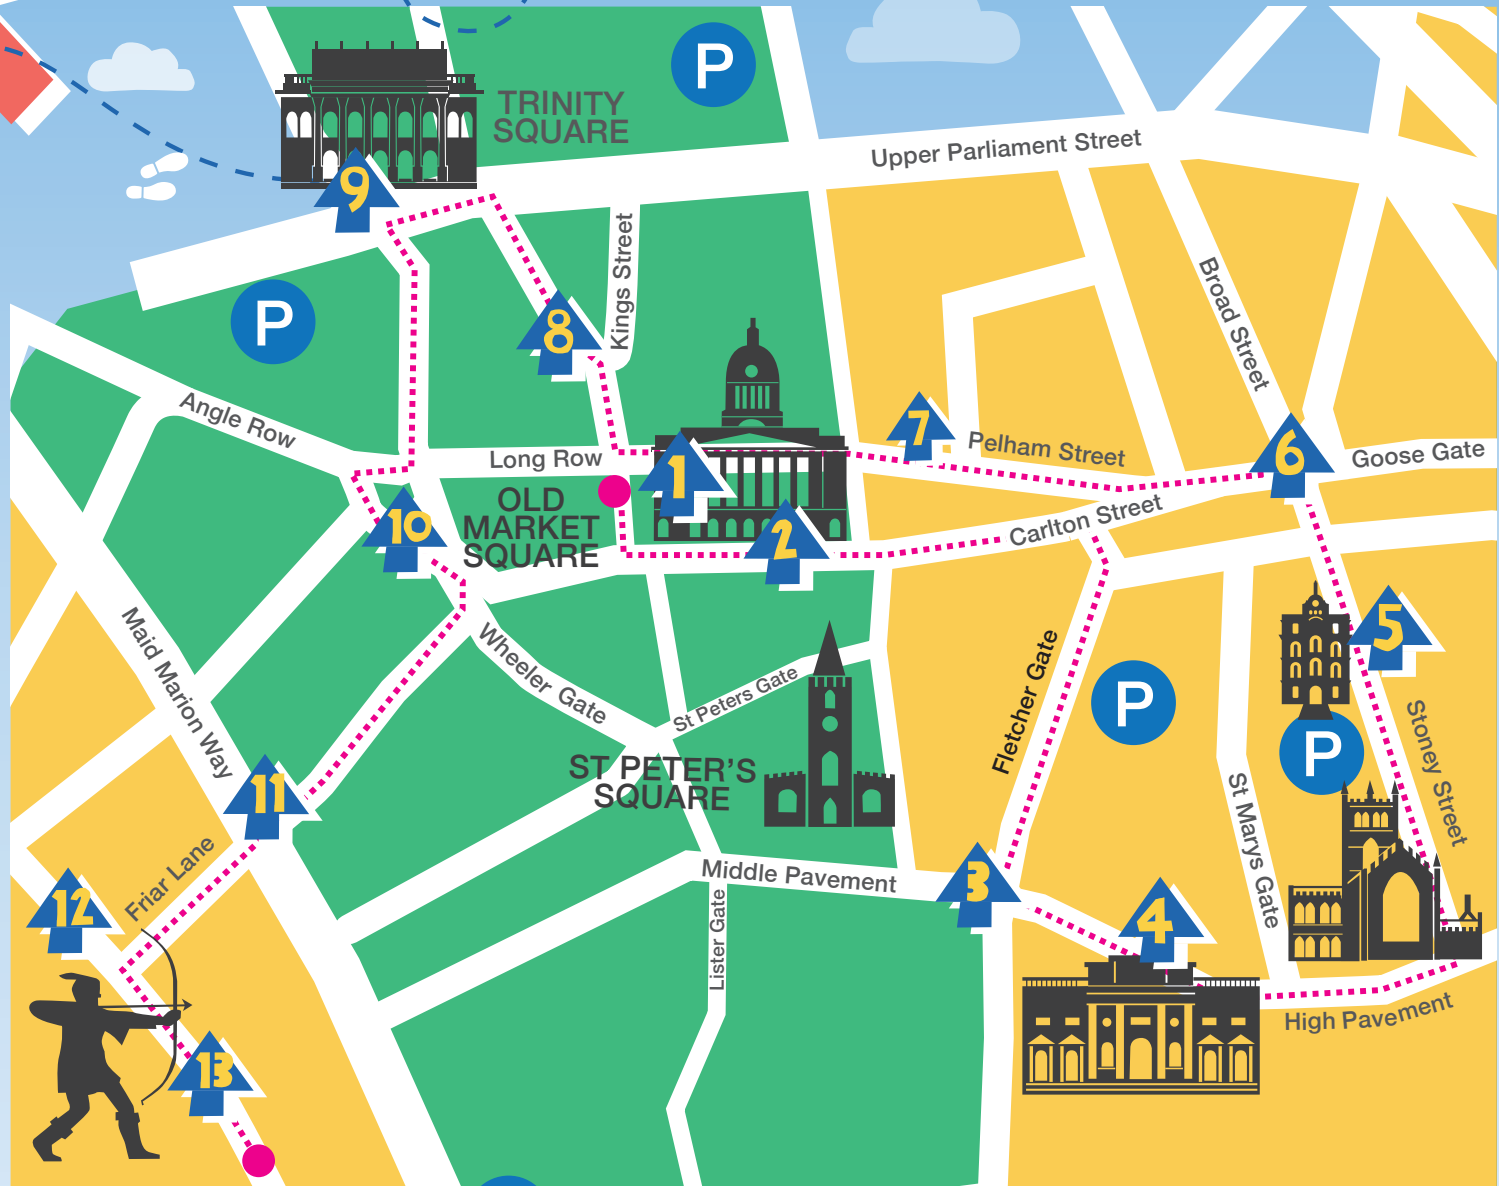 P
TRINITY
SQUARE
Upper Parliament Street
9
Kings Street
Broad Street
P
8
Angle Row
7
Pelham Street
6
Goose Gate
Long Row
1
OLD
MARKET
SQUARE
10
2
Carlton Street
Maid Marion Way
Wheeler Gate
St Peters Gate
Fletcher Gate
5
P
Stoney Street
P
ST PETER'S
SQUARE
11
St Marys Gate
Friar Lane
12
Middle Pavement
3
4
Lister Gate
High Pavement
13